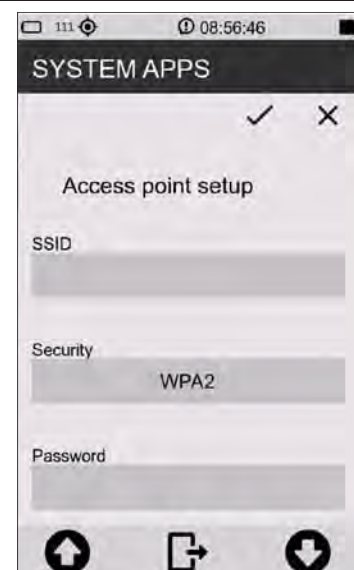 111 08:56:46
SYSTEM APPS
Access point setup
SSID
Security
WPA2
Password